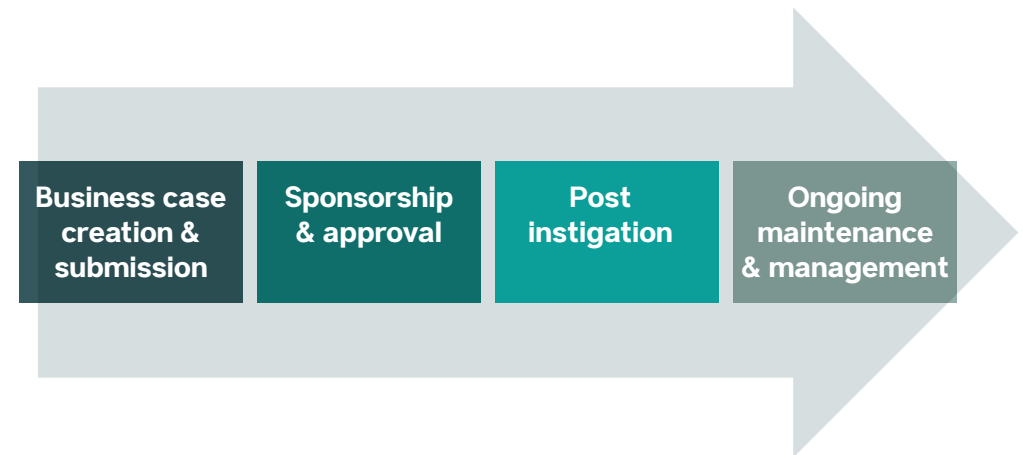 Business case
creation &
submission
Sponsorship
& approval
Post
instigation
Ongoing
maintenance
& management